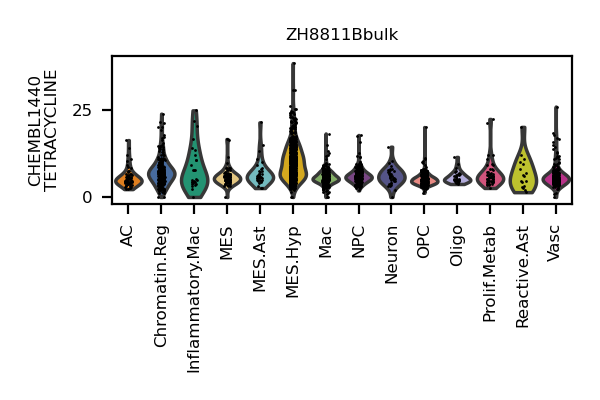 ZH8811Bbulk
CHEMBL1440
TETRACYCLINE
25
0
AC
Chromatin.Reg
Inflammatory.Mac
MES
MES.Ast
MES.Hyp
Mac
NPC
Neuron
OPC
Oligo
Prolif.Metab
Reactive.Ast
Vasc